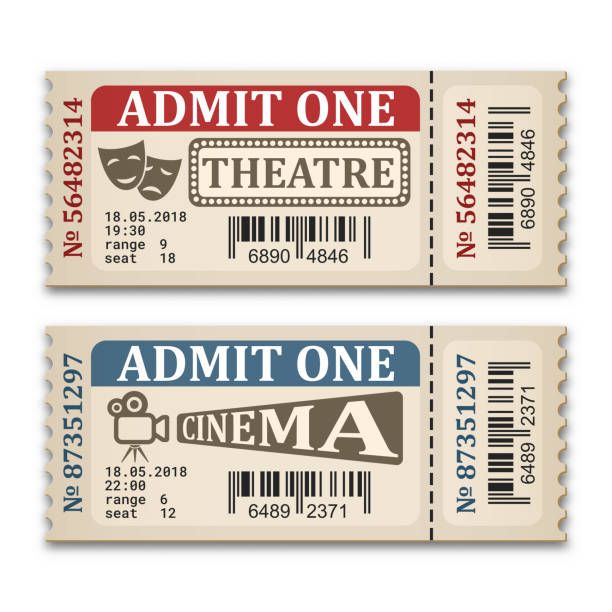 № 56482314
ADMIT ONE
THEATRE
18.05.2018
19:30
range 9
seat 18
6890 4846
№ 56482314
6890 4846
№ 87351297
ADMIT ONE
CINEMA
18.05.2018
22:00
range 6
seat 12
6489 2371
№ 87351297
6489 2371